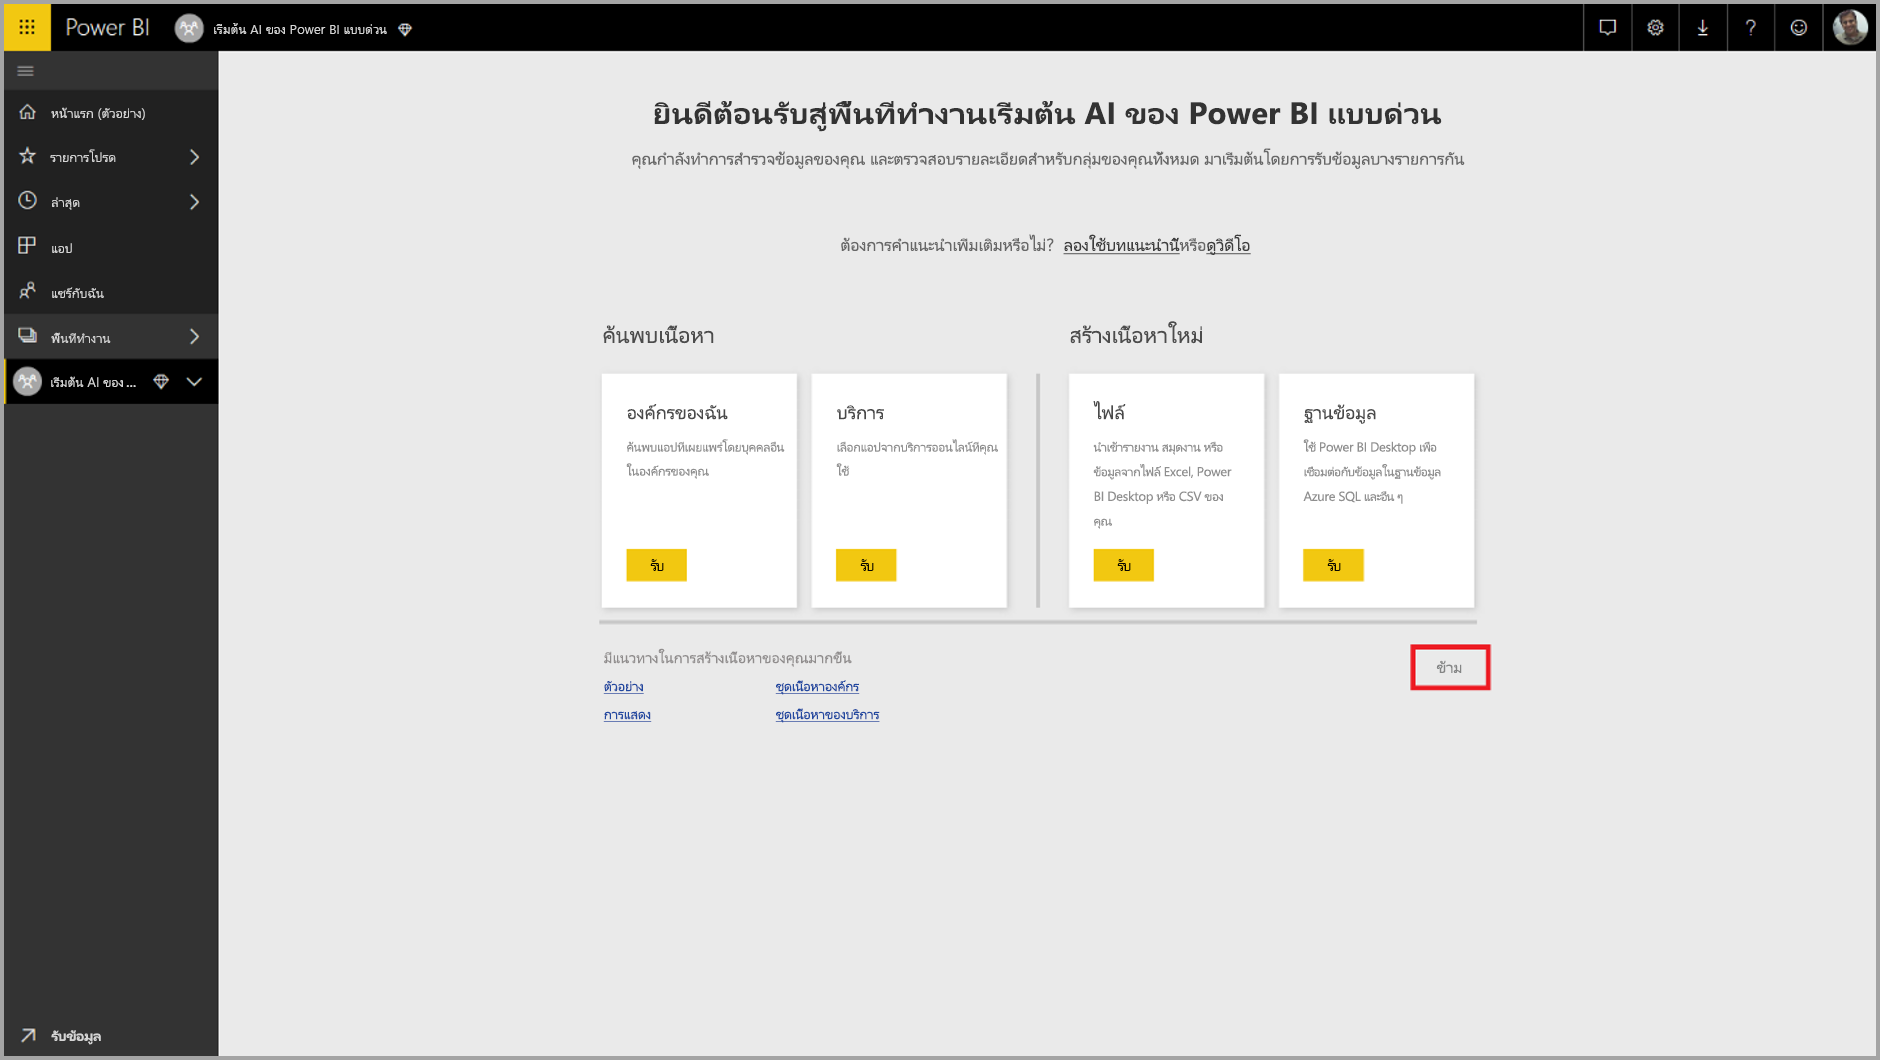 Power BI
เริ่มต้น AI ของ Power BI แบบด่วน
หน้าแรก (ตัวอย่าง)
รายการโปรด
ล่าสุด
แอป
แชร์กับฉัน
พื้นที่ทำงาน
เริ่มต้น AI ของ ...
รับข้อมูล
ยินดีต้อนรับสู่พื้นที่ทำงานเริ่มต้น AI ของ Power BI แบบด่วน
คุณกำลังทำการสำรวจข้อมูลของคุณ และตรวจสอบรายละเอียดสำหรับกลุ่มของคุณทั้งหมด มาเริ่มต้นโดยการรับข้อมูลบางรายการกัน
ต้องการคำแนะนำเพิ่มเติมหรือไม่? ลองใช้บทแนะนำนี้หรือดูวิดีโอ
ค้นพบเนื้อหา
องค์กรของฉัน
ค้นพบแอปที่เผยแพร่โดยบุคคลอื่น
ในองค์กรของคุณ
รับ
บริการ
เลือกแอปจากบริการออนไลน์ที่คุณ
ใช้
รับ
สร้างเนื้อหาใหม่
ไฟล์
นำเข้ารายงาน สมุดงาน หรือ
ข้อมูลจากไฟล์ Excel, Power
BI Desktop หรือ CSV ของ
คุณ
รับ
ฐานข้อมูล
ใช้ Power BI Desktop เพื่อ
เชื่อมต่อกับข้อมูลในฐานข้อมูล
Azure SQL และอื่น ๆ
รับ
มีแนวทางในการสร้างเนื้อหาของคุณมากขึ้น
ตัวอย่าง
ชุดเนื้อหาองค์กร
การแสดง
ชุดเนื้อหาของบริการ
ข้าม